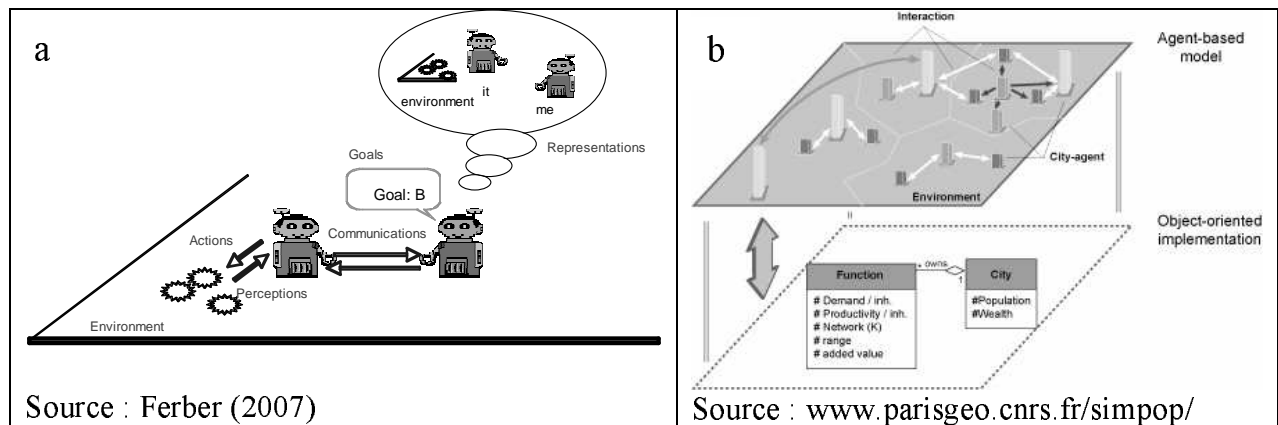 a
it
environment
me
Goals
Representations
Goal: B
Communications
Actions
Perceptions
Environment
Source : Ferber (2007)
b
Interaction
Agent-based
model
City-agent
Environment
Object-oriented
implementation
Function
* owns
1
City
# Demand / inh.
# Productivity / inh.
# Network (K)
# range
# added value
#Population
#Wealth
Source : www.parisgeo.cnrs.fr/simpop/